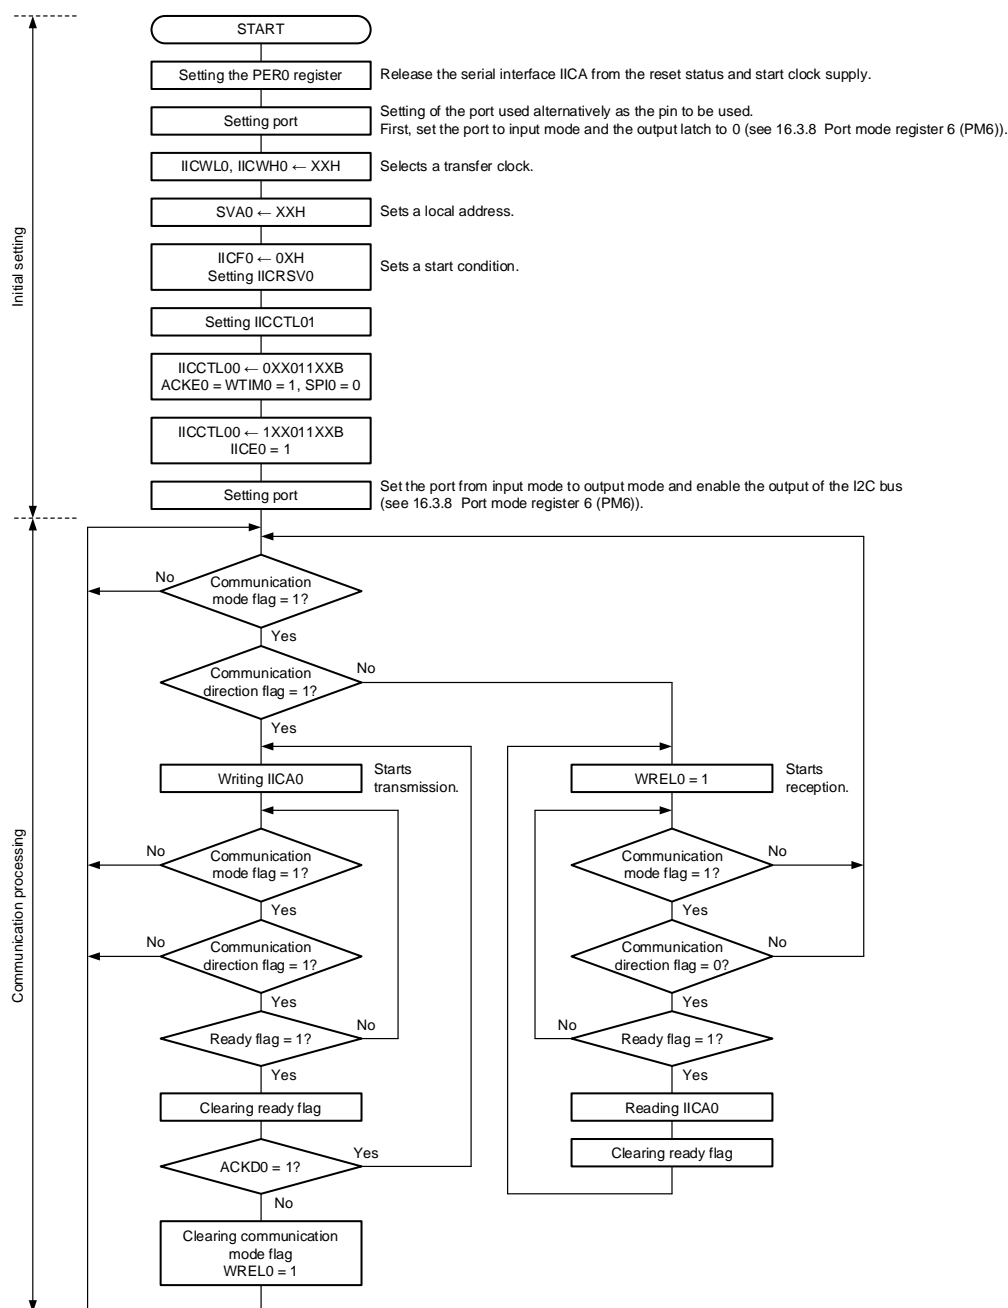 START
Setting the PER0 register
Release the serial interface IICA from the reset status and start clock supply.
Setting port
Setting of the port used alternatively as the pin to be used.
First, set the port to input mode and the output latch to 0 (see 16.3.8 Port mode register 6 (PM6)).
IICWL0, IICWH0 ← XXH
Selects a transfer clock.
SVA0 ← XXH
Sets a local address.
IICF0 ← 0XH
Setting IICRSV0
Sets a start condition.
Setting IICCTL01
IICCTL00 ← 0XX011XXB
ACKE0 = WTIM0 = 1, SPI0 = 0
IICCTL00 ← 1XX011XXB
IICE0 = 1
Setting port
Set the port from input mode to output mode and enable the output of the I2C bus
(see 16.3.8 Port mode register 6 (PM6)).
Initial setting
Communication processing
No
Communication
mode flag = 1?
Yes
Communication
direction flag = 1?
No
Yes
Writing IICA0
Starts
transmission.
No
Communication
mode flag = 1?
Yes
No
Communication
direction flag = 1?
Yes
Ready flag = 1?
No
Yes
Clearing ready flag
ACKD0 = 1?
Yes
No
Clearing communication
mode flag
WREL0 = 1
WREL0 = 1
Starts
reception.
Communication
mode flag = 1?
No
Yes
Communication
direction flag = 0?
No
Yes
No
Ready flag = 1?
Yes
Reading IICA0
Clearing ready flag